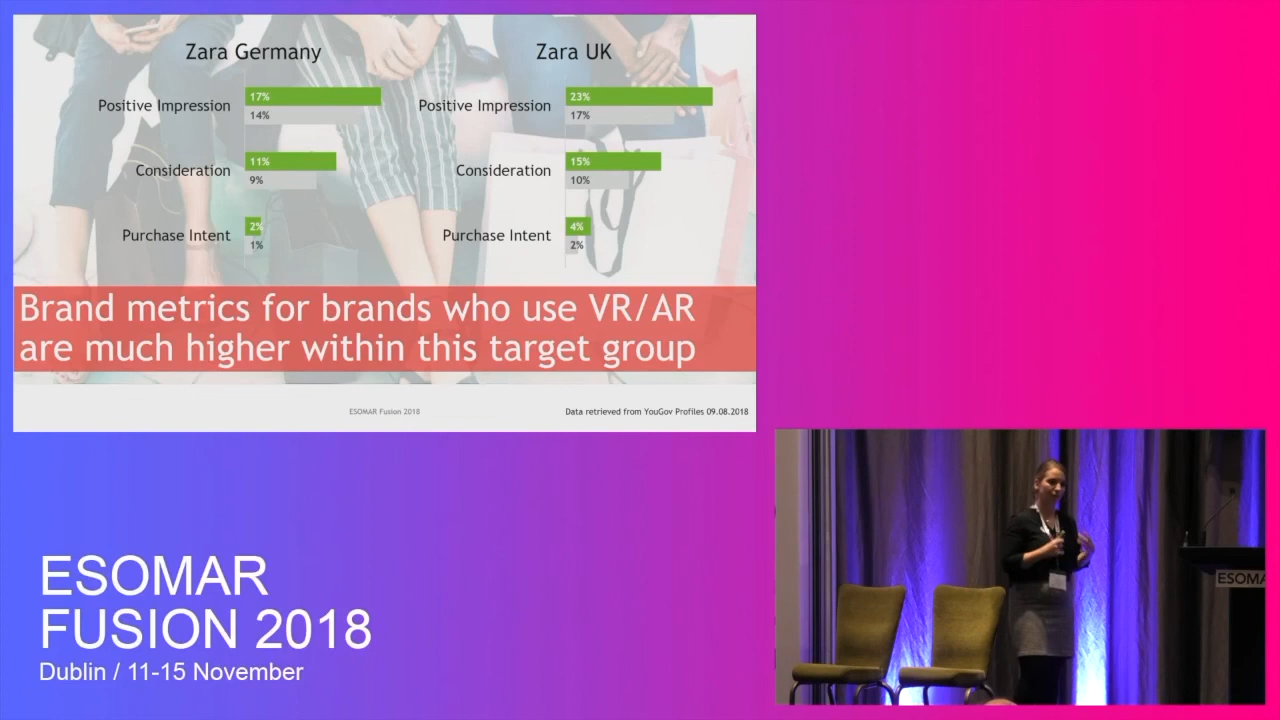 Zara Germany
Positive Impression
17%
14%
Consideration
11%
9%
Purchase Intent
2%
1%
Zara UK
Positive Impression
23%
17%
Consideration
15%
10%
Purchase Intent
4%
2%
Brand metrics for brands who use VR/AR
are much higher within this target group
ESOMAR Fusion 2018
Data retrieved from YouGov Profiles 09.08.2018
ESOMAR
FUSION 2018
Dublin / 11-15 November
ESOMA